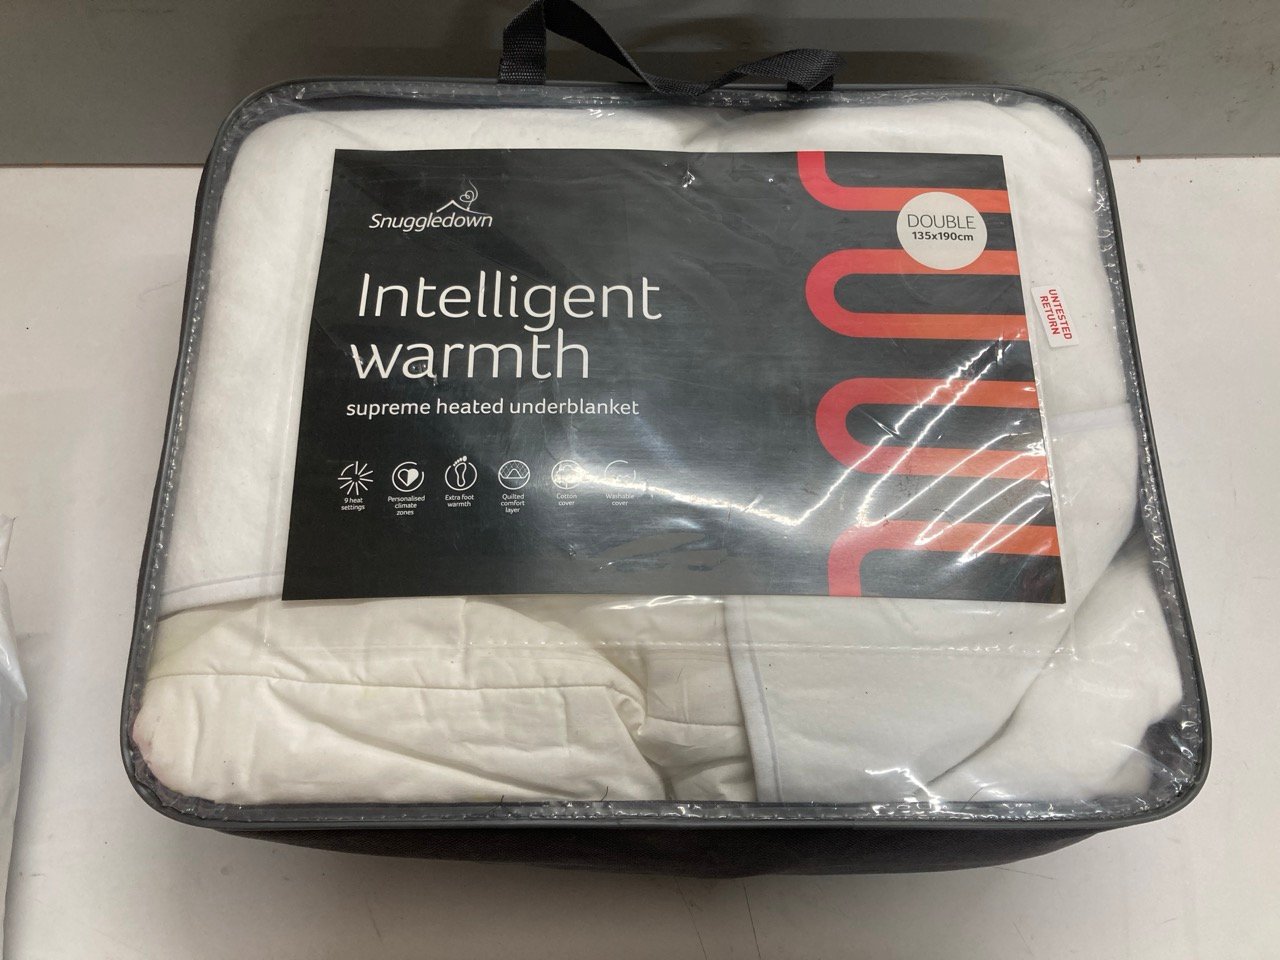 Snuggledown
DOUBLE
135x190cm
Intelligent
warmth
supreme heated underblanket
UNTESTED
RETURN
9 heat
settings
Personalised
climate
zones
Extra foot
warmth
Quilted
comfort
layer
Cotton
cover
Washable
cover